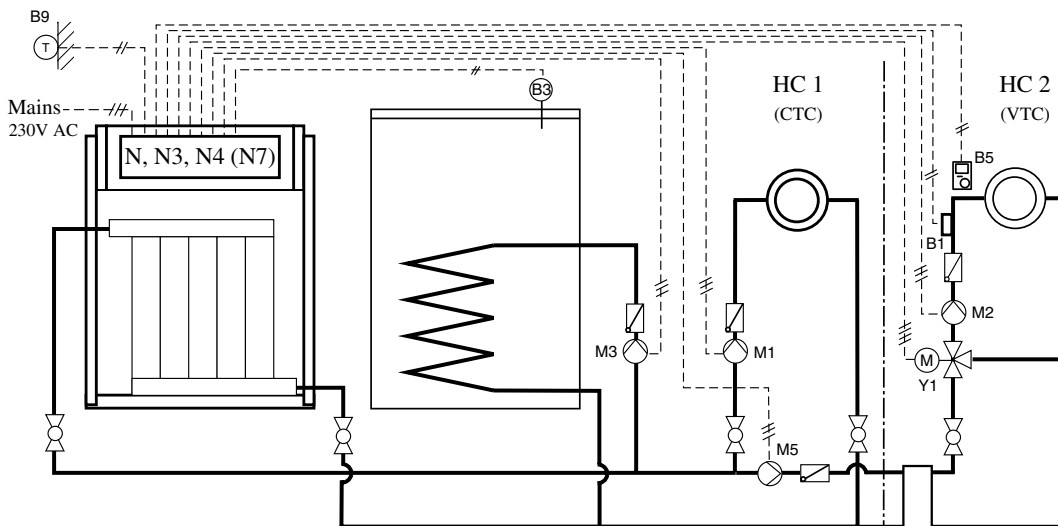 B9
T
Mains
230V AC
N, N3, N4 (N7)
B3
HC 1
(CTC)
HC 2
(VTC)
B5
B1
M2
M3
M1
M
Y1
M5